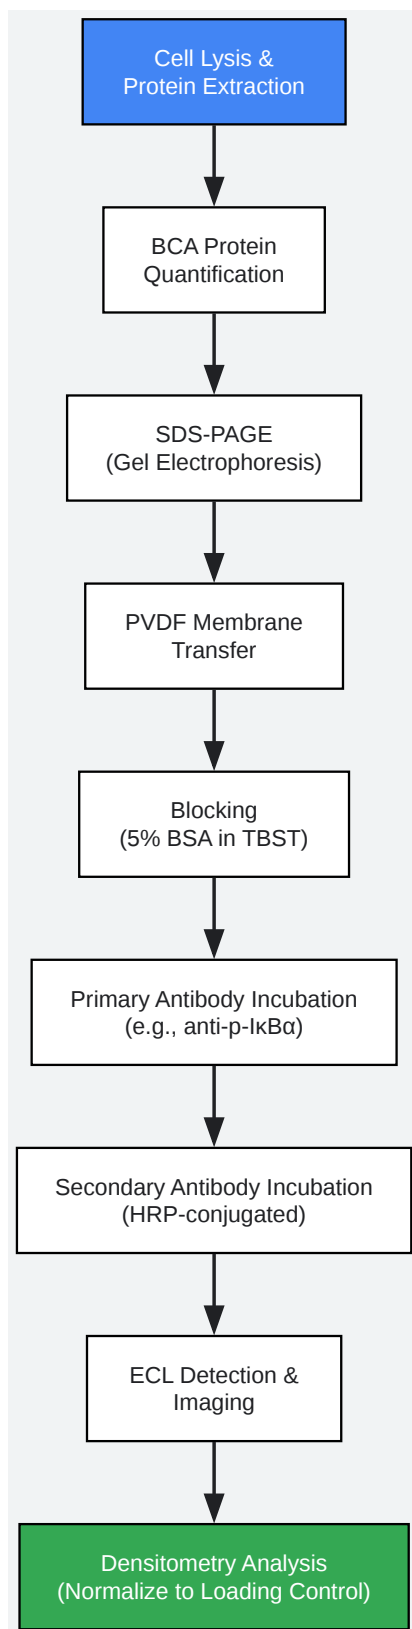 Cell Lysis &
Protein Extraction
BCA Protein
Quantification
SDS-PAGE
(Gel Electrophoresis)
PVDF Membrane
Transfer
Blocking
(5% BSA in TBST)
Primary Antibody Incubation
(e.g., anti-p-IκBα)
Secondary Antibody Incubation
(HRP-conjugated)
ECL Detection &
Imaging
Densitometry Analysis
(Normalize to Loading Control)